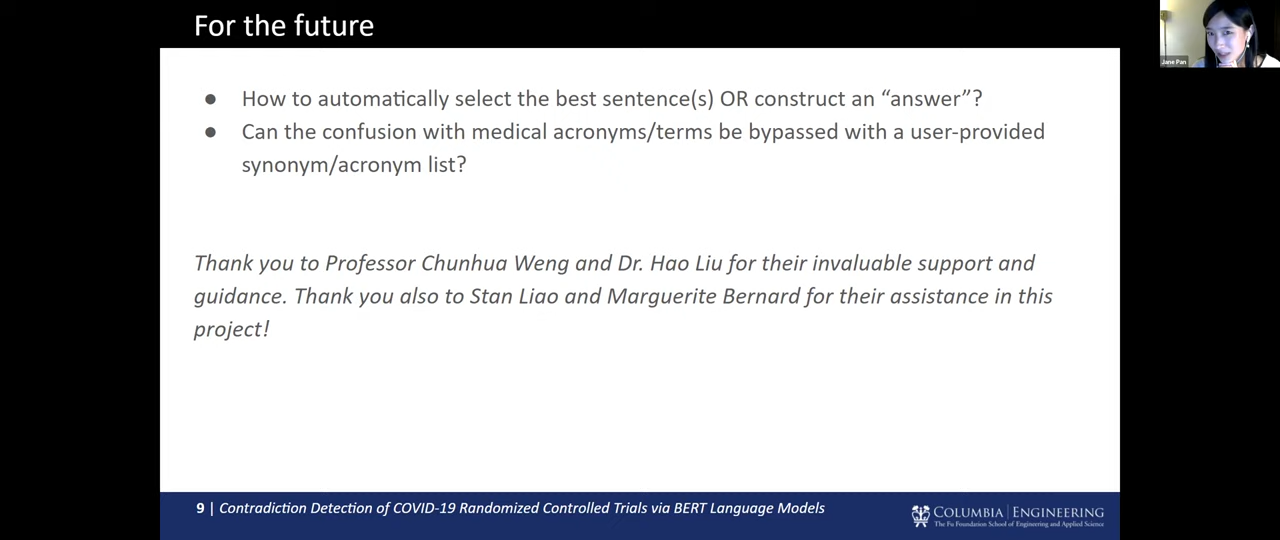 For the future
Jane Pan
● How to automatically select the best sentence(s) OR construct an “answer”?
● Can the confusion with medical acronyms/terms be bypassed with a user-provided
synonym/acronym list?
Thank you to Professor Chunhua Weng and Dr. Hao Liu for their invaluable support and
guidance. Thank you also to Stan Liao and Marguerite Bernard for their assistance in this
project!
9 | Contradiction Detection of COVID-19 Randomized Controlled Trials via BERT Language Models
COLUMBIA | ENGINEERING
The Fu Foundation School of Engineering and Applied Science